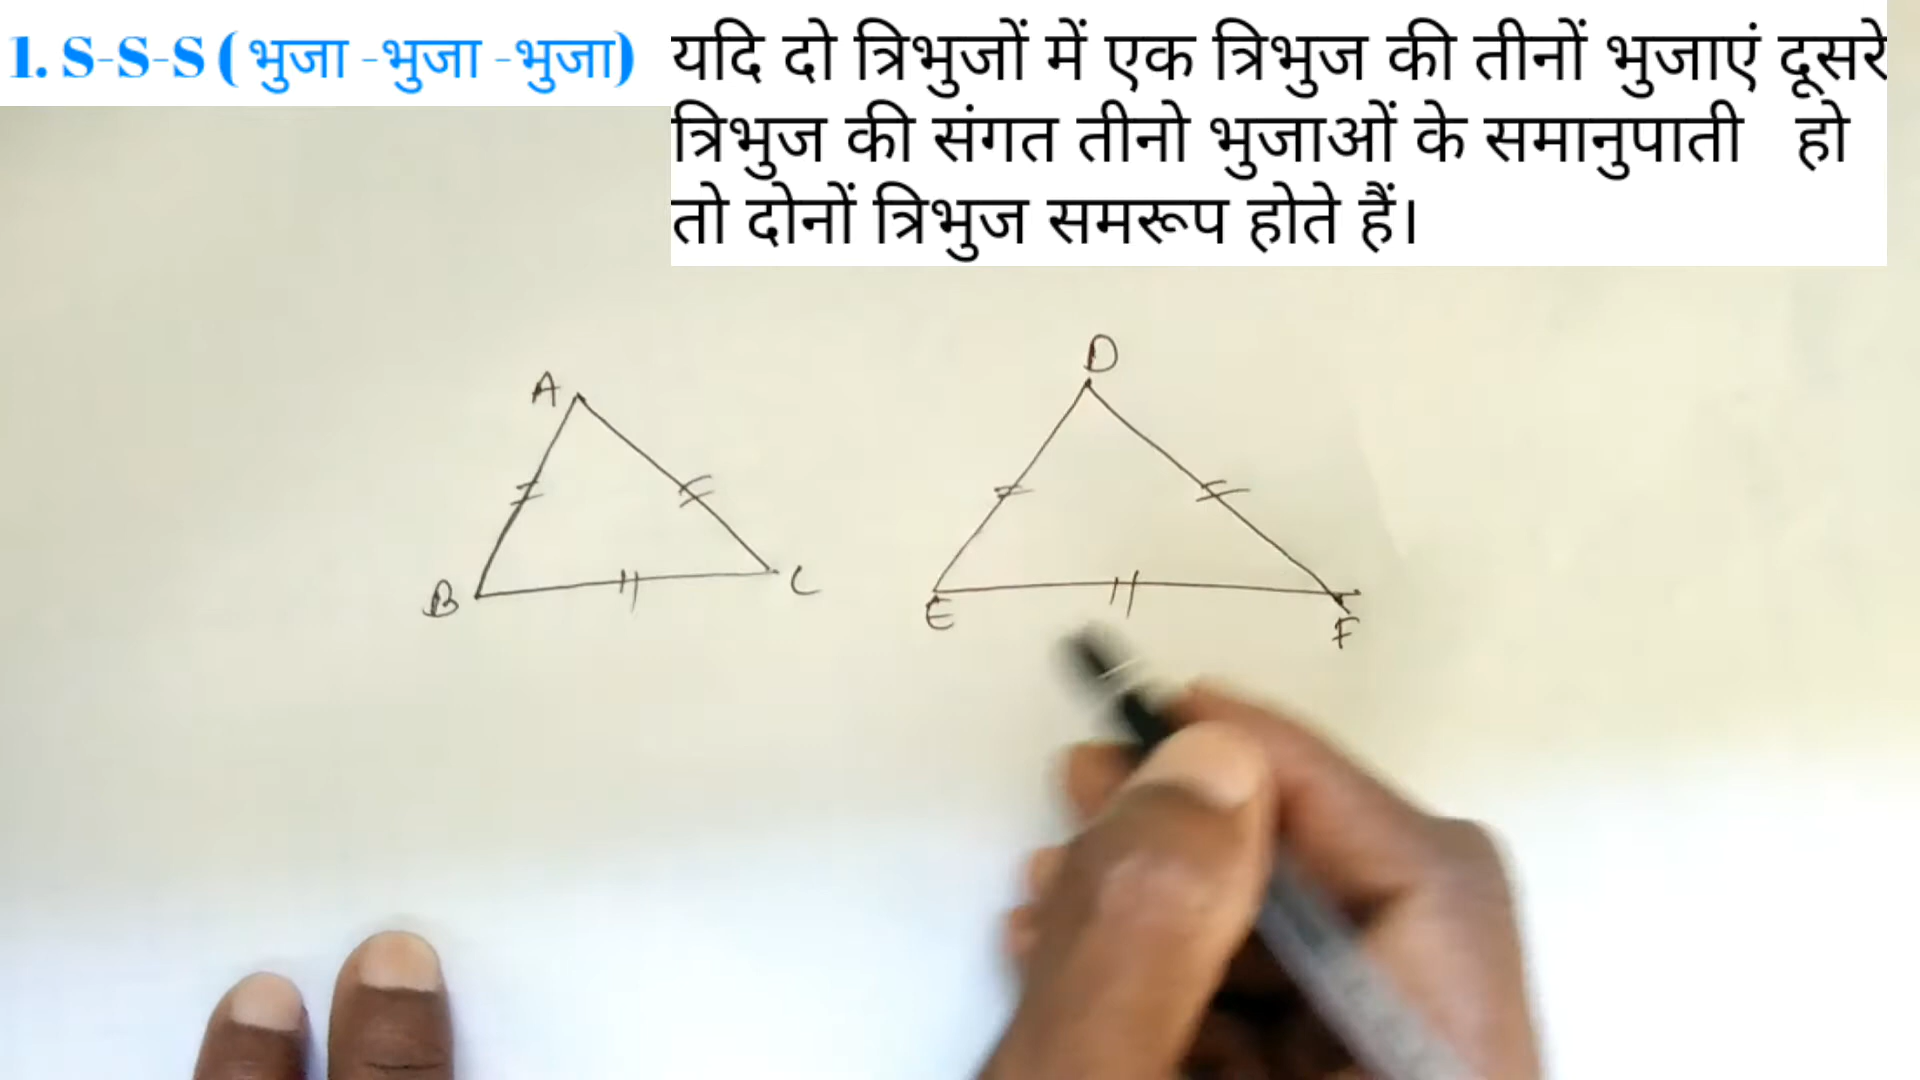 1. S-S-S ( भुजा -भुजा -भुजा)
यदि दो त्रिभुजों में एक त्रिभुज की तीनों भुजाएं दूसरे
त्रिभुज की संगत तीनो भुजाओं के समानुपाती हो
तो दोनों त्रिभुज समरूप होते हैं।
D
A
B
C
E
F